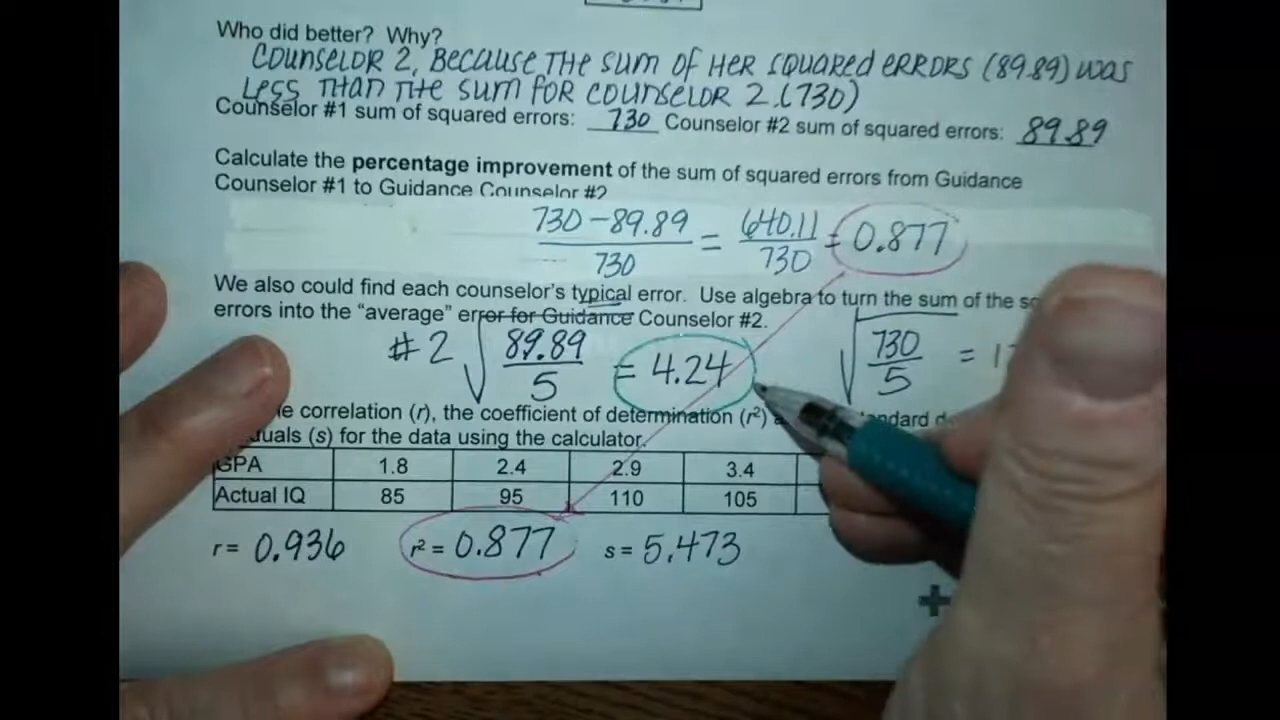 Who did better? Why?
COUNSELOR 2, BECAUSE THE SUM OF HER SQUARED ERRORS (89.89) WAS
LESS THAN THE SUM FOR COUNSELOR 2.(730)
Counselor #1 sum of squared errors: 730 Counselor #2 sum of squared errors: 89.89
Calculate the percentage improvement of the sum of squared errors from Guidance
Counselor #1 to Guidance Counselor #2
730 - 89.89 / 730 = 640.11 / 730 = 0.877
We also could find each counselor's typical error. Use algebra to turn the sum of the
errors into the "average" error for Guidance Counselor #2.
#2 √ 89.89 / 5 = 4.24 √ 730 / 5 =
correlation (r), the coefficient of determination (r²)
(s) for the data using the calculator.
GPA 1.8 2.4 2.9 3.4
Actual IQ 85 95 110 105
r = 0.936 r² = 0.877 s = 5.473